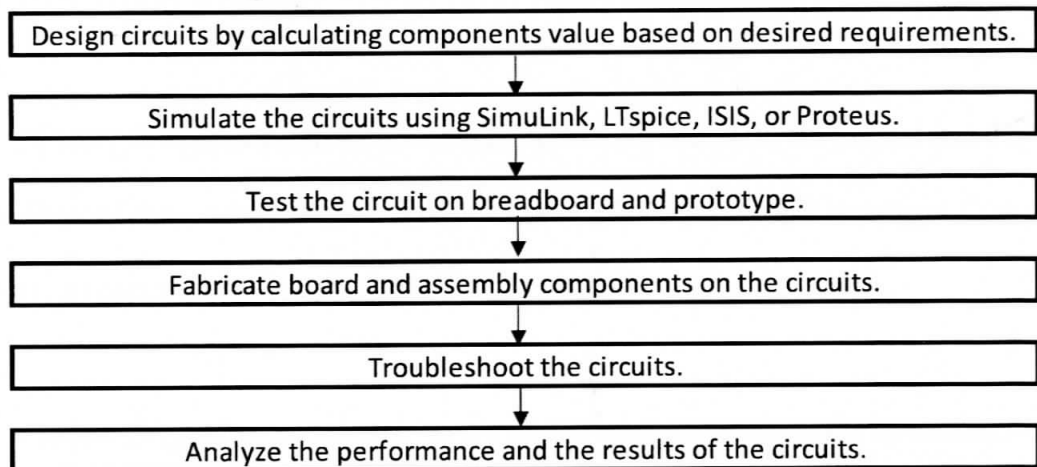 Design circuits by calculating components value based on desired requirements.
Simulate the circuits using SimuLink, LTspice, ISIS, or Proteus.
Test the circuit on breadboard and prototype.
Fabricate board and assembly components on the circuits.
Troubleshoot the circuits.
Analyze the performance and the results of the circuits.